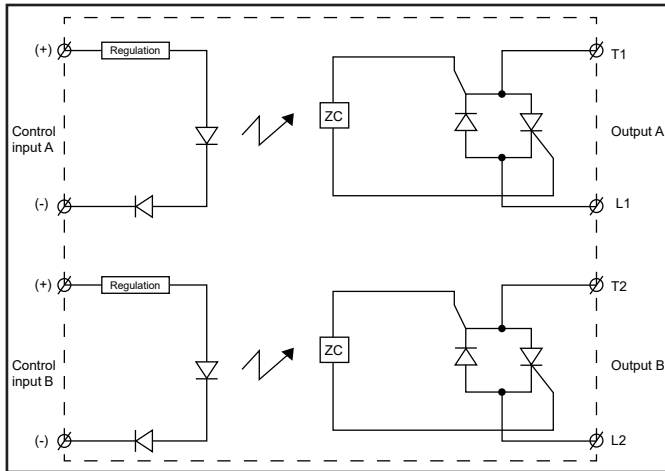 (+)
Regulation
T1
Control
input A
ZC
Output A
(-)
L1
(+)
Regulation
T2
Control
input B
ZC
Output B
(-)
L2